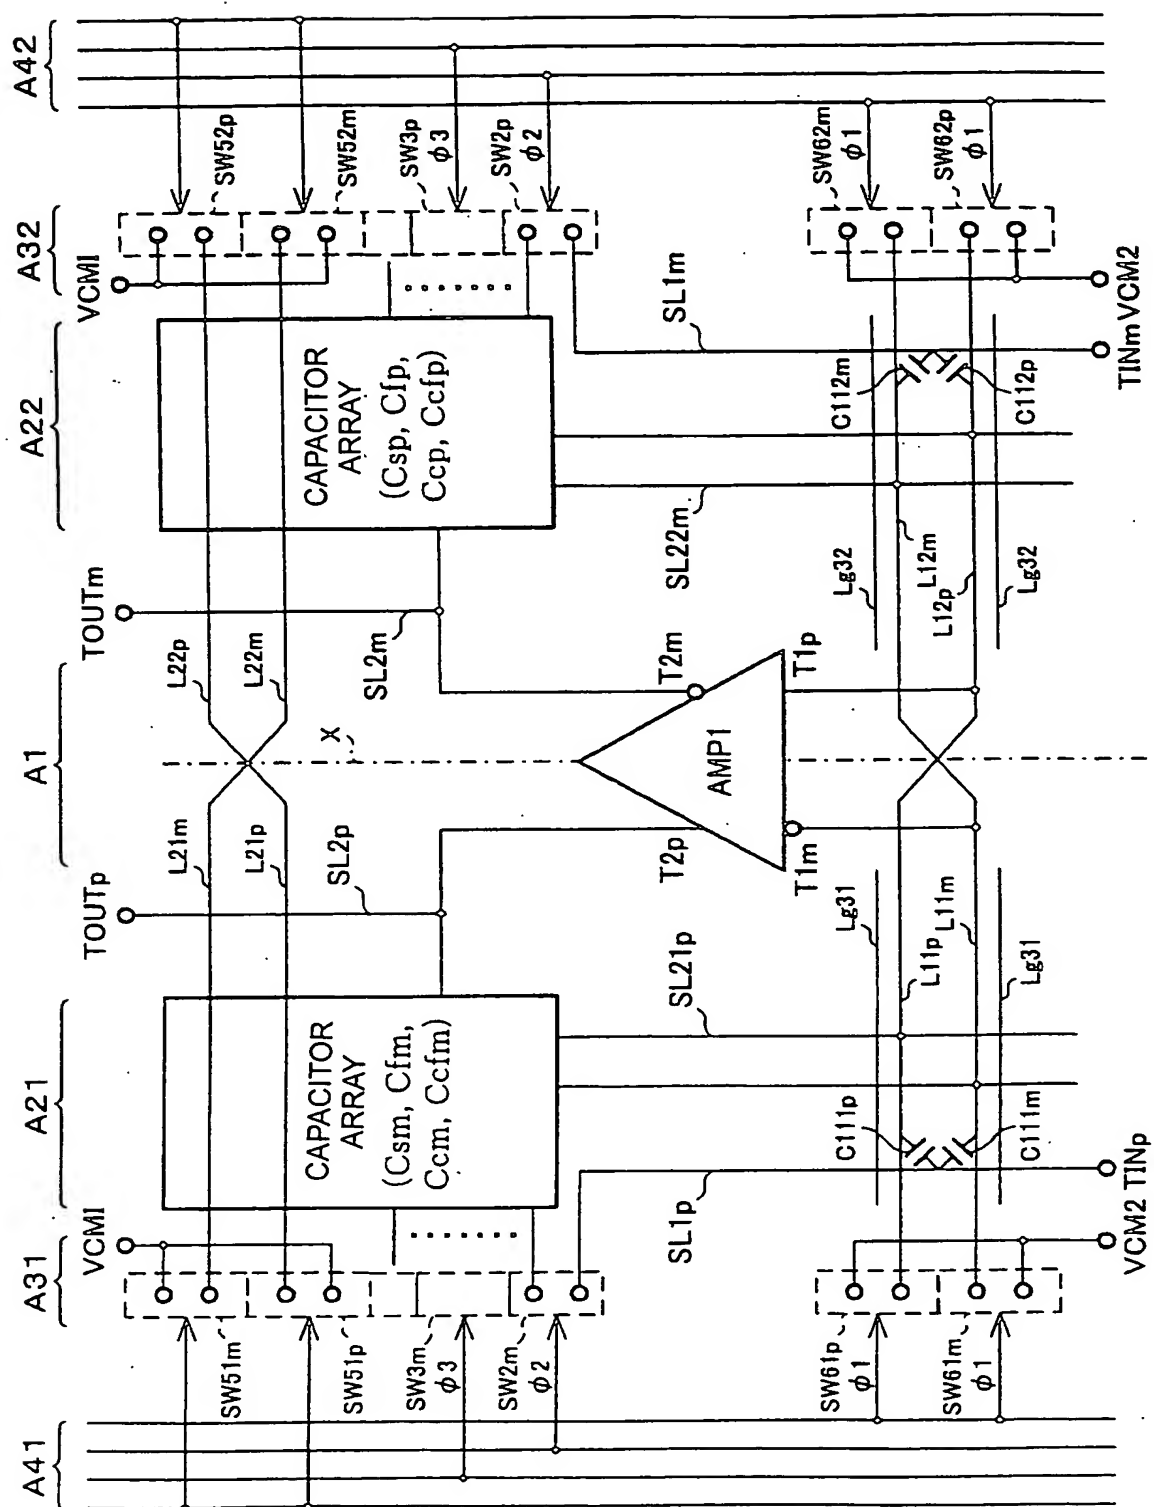 A42
A32
A22
A1
A21
A31
A41
SW52p
SW52m
SW3p
φ3
SW2p
φ2
SW62m
φ1
SW62p
φ1
VCMI
CAPACITOR
ARRAY
(Csp, Cfp,
Ccp, Ccfp)
SL1m
TINm
VCM2
C112m
C112p
SL22m
Lg32
L12m
L12p
Lg32
TOUTm
L22p
L22m
SL2m
T2m
T1p
X
AMP1
L21m
L21p
SL2p
T2p
T1m
TOUTp
Lg31
L11p
L11m
Lg31
SL21p
CAPACITOR
ARRAY
(Csm, Cfm,
Ccm, Ccfm)
C111p
C111m
SL1p
VCM2
TINp
VCMI
SW51m
SW51p
SW3m
φ3
SW2m
φ2
SW61p
φ1
SW61m
φ1